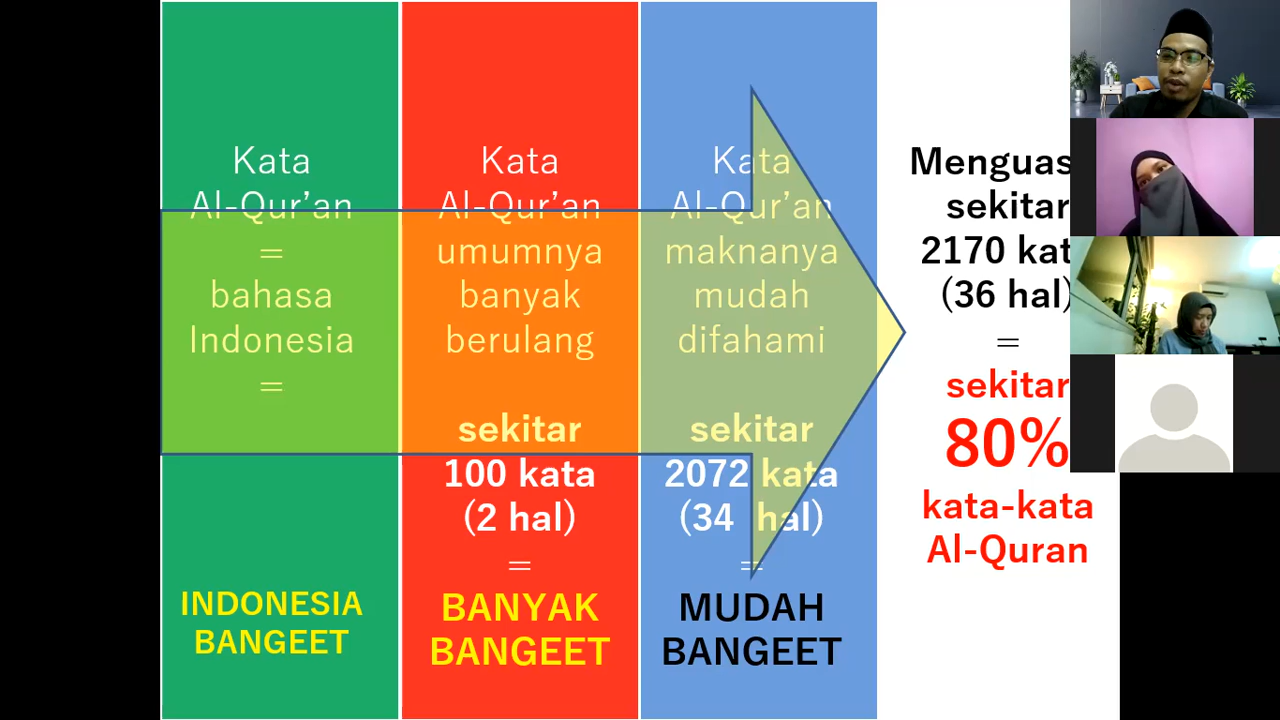 Kata
Al-Qur’an
=
bahasa
Indonesia
=
INDONESIA
BANGEET
Kata
Al-Qur’an
umumnya
banyak
berulang
sekitar
100 kata
(2 hal)
=
BANYAK
BANGEET
Kata
Al-Qur’an
maknanya
mudah
difahami
sekitar
2072 kata
(34 hal)
=
MUDAH
BANGEET
sekitar
2170
(36 hal)
=
sekitar
80%
kata-kata
Al-Quran